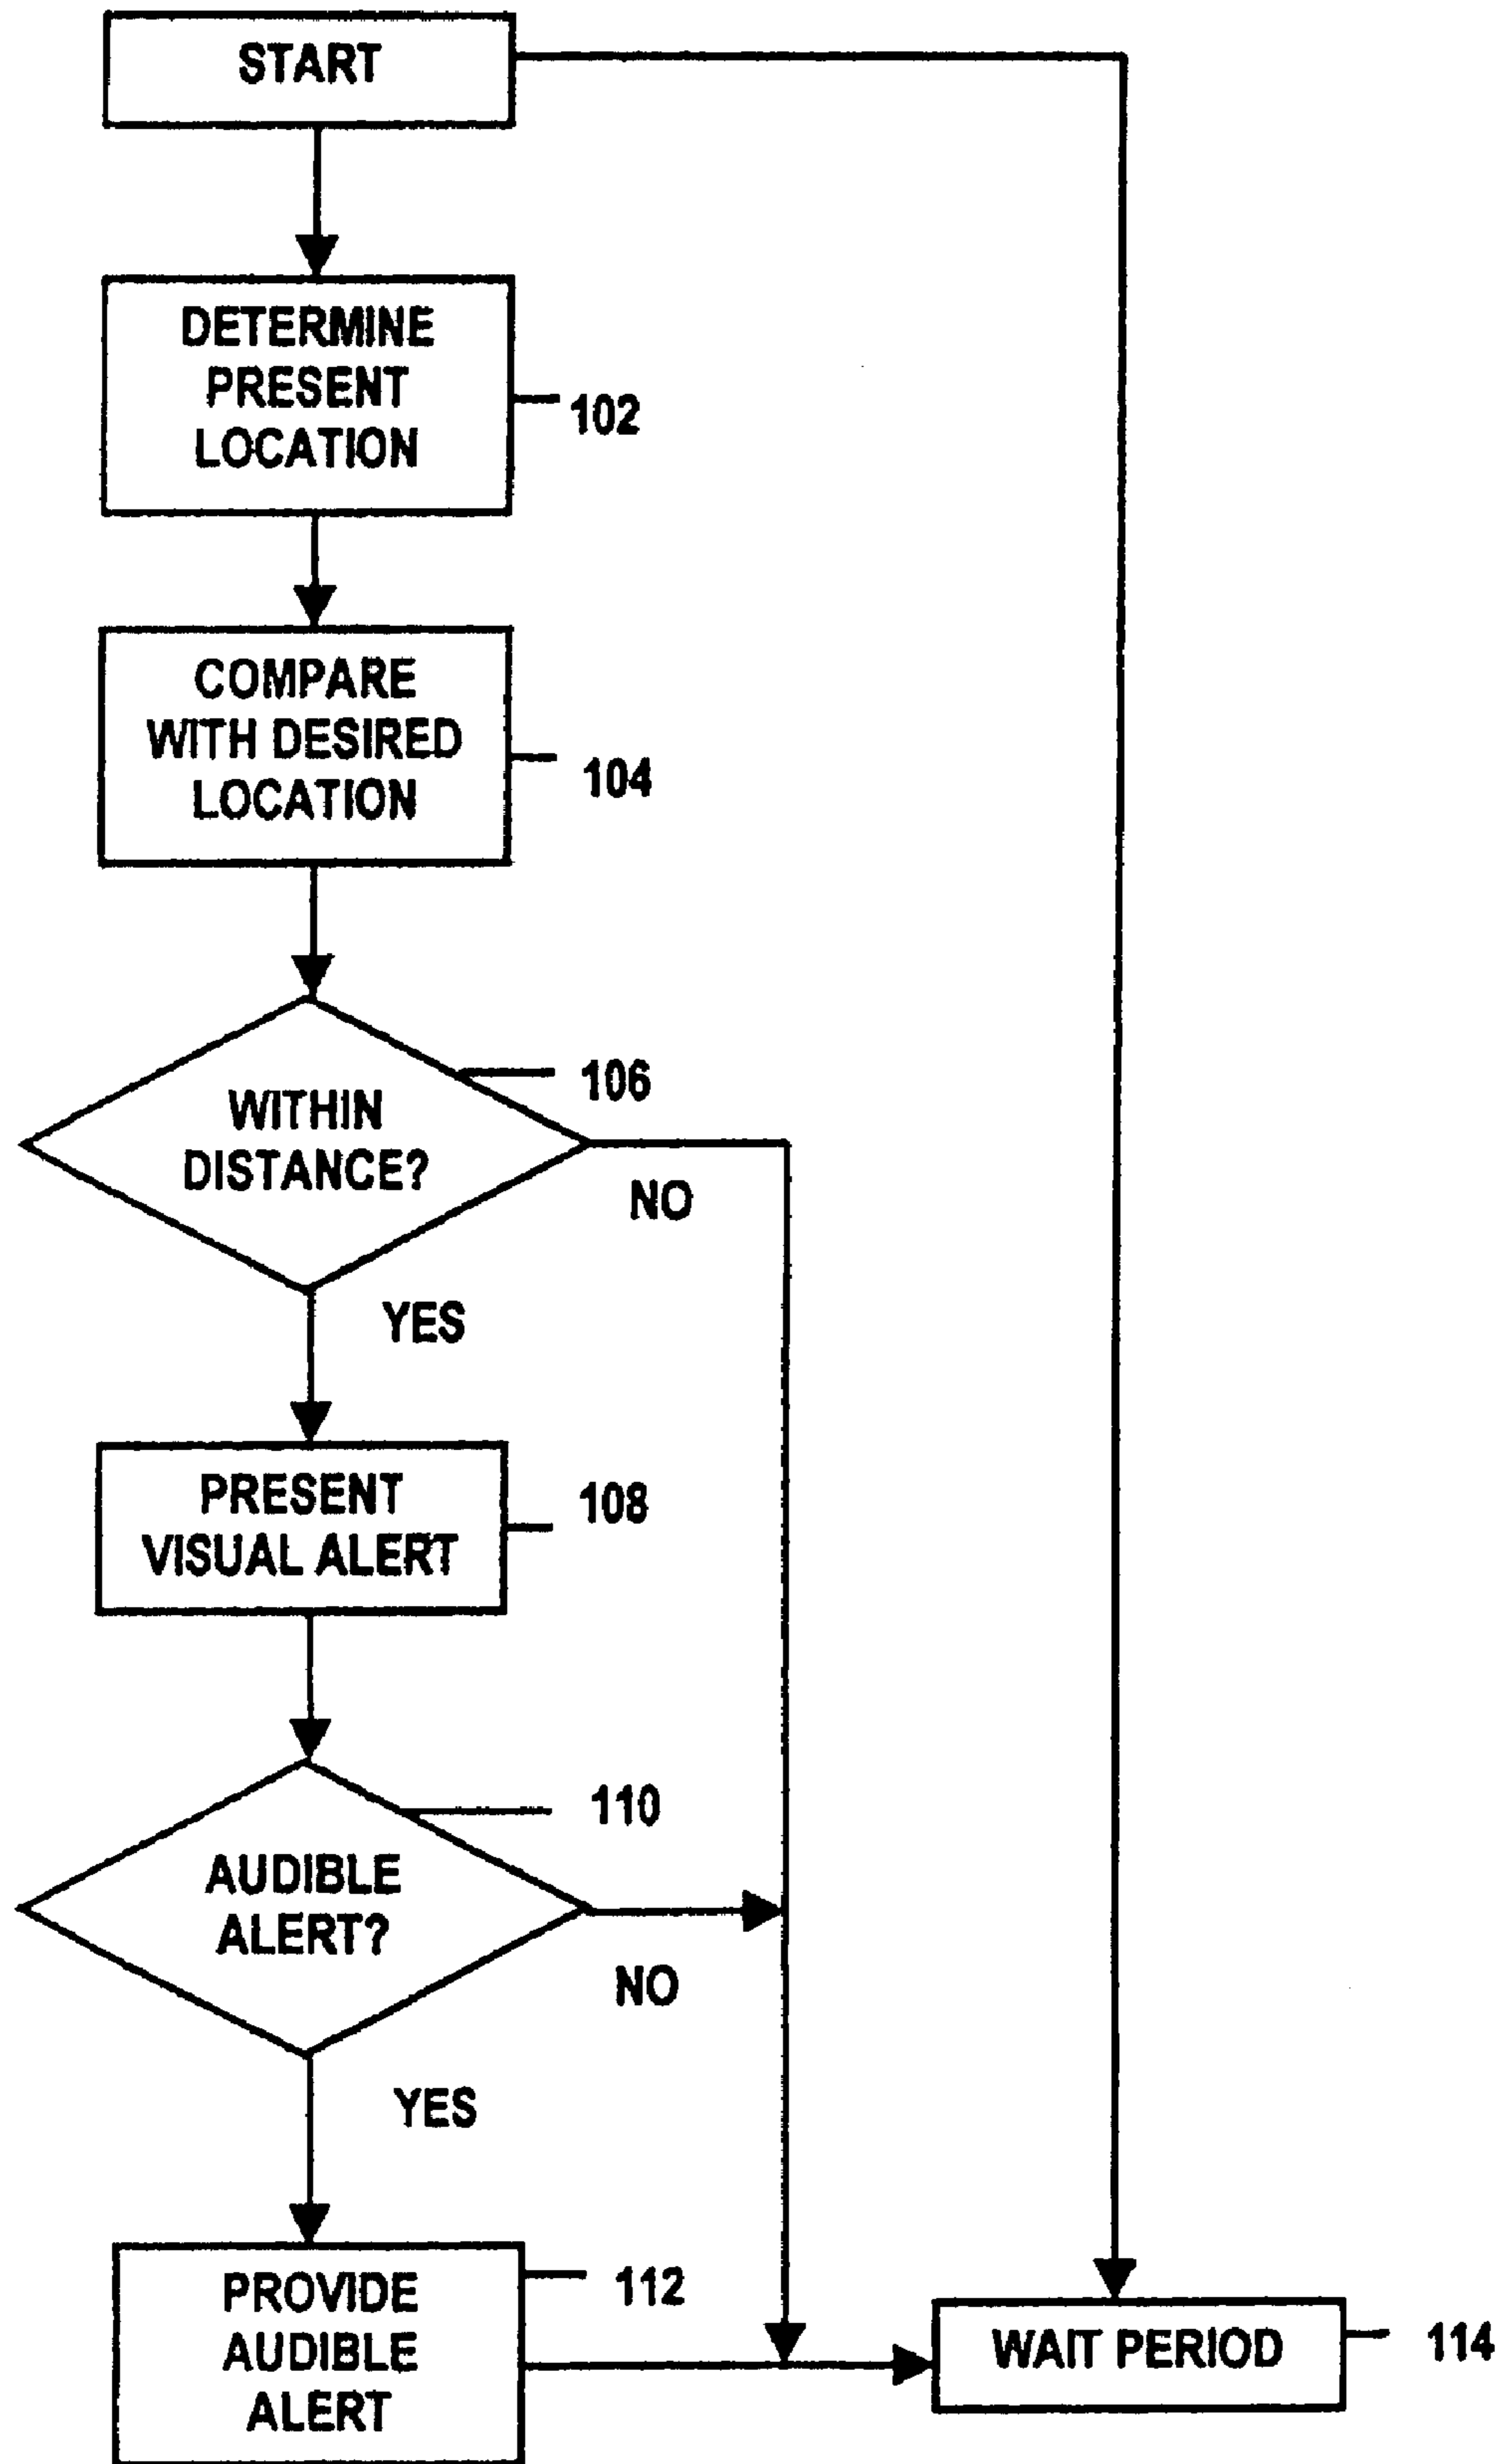 START
DETERMINE
PRESENT
LOCATION
102
COMPARE
WITH DESIRED
LOCATION
104
106
WITHIN
DISTANCE?
NO
YES
PRESENT
VISUAL ALERT
108
110
AUDIBLE
ALERT?
NO
YES
PROVIDE
AUDIBLE
ALERT
112
WAIT PERIOD
114